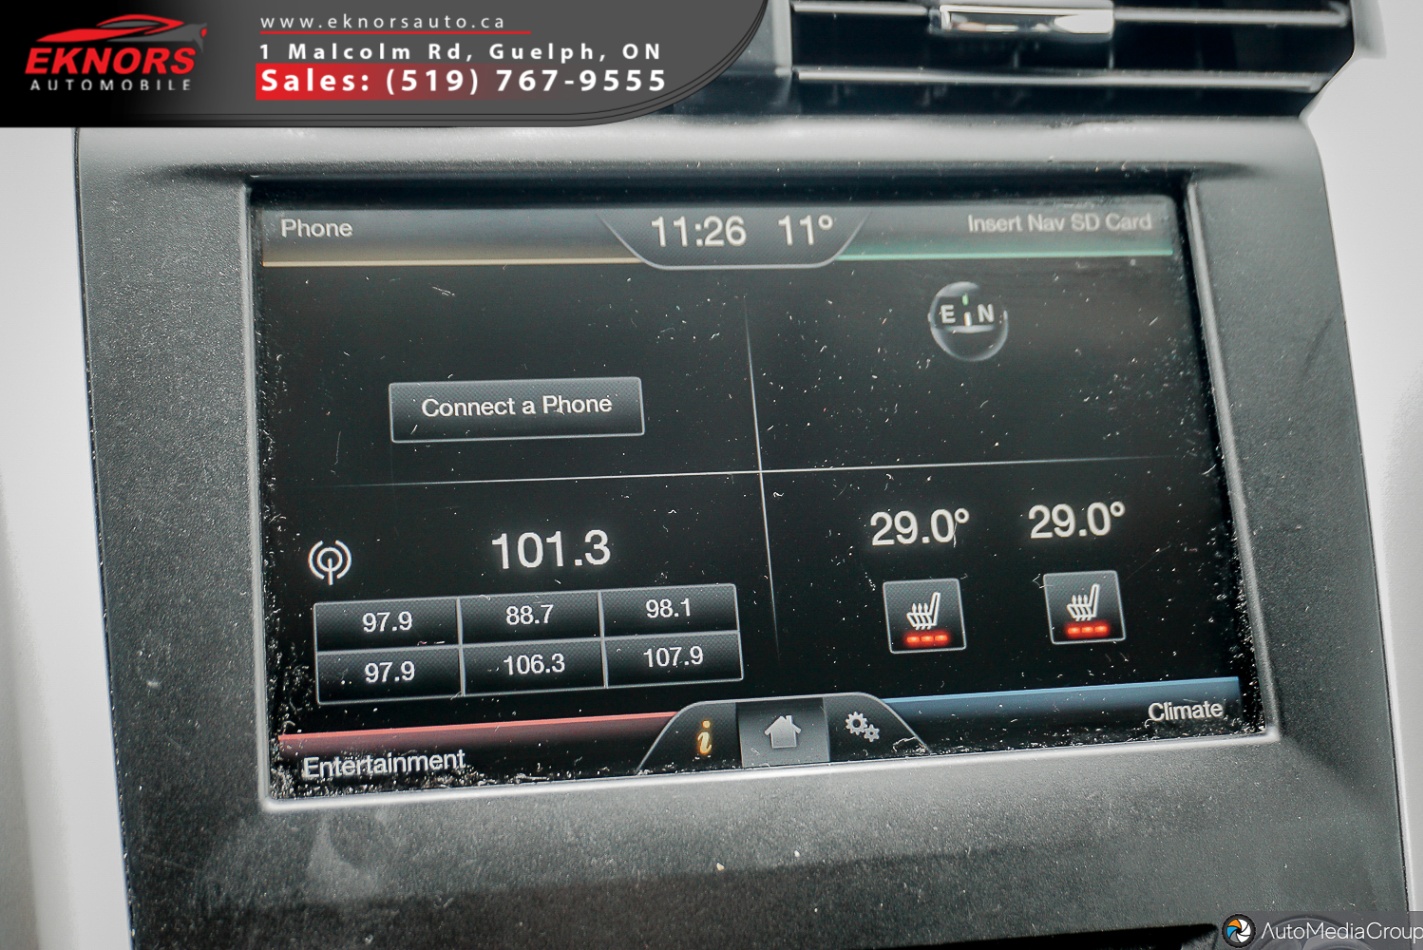 EKNORS
AUTOMOBILE
www.eknorsauto.ca
1 Malcolm Rd, Guelph, ON
Sales: (519) 767-9555
Phone
11:26 11°
Insert Nav SD Card
E N
Connect a Phone
101.3
97.9 88.7 98.1
97.9 106.3 107.9
29.0° 29.0°
Entertainment
i
Climate
AutoMediaGroup